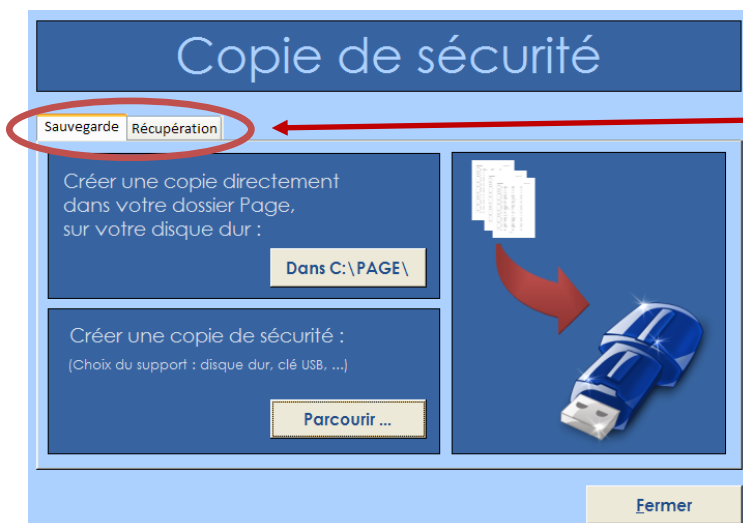 Copie de sécurité
Sauvegarde Récupération
Créer une copie directement
dans votre dossier Page,
sur votre disque dur :
Dans C:\PAGE\
Créer une copie de sécurité :
(Choix du support : disque dur, clé USB, ...)
Parcourir ...
Fermer